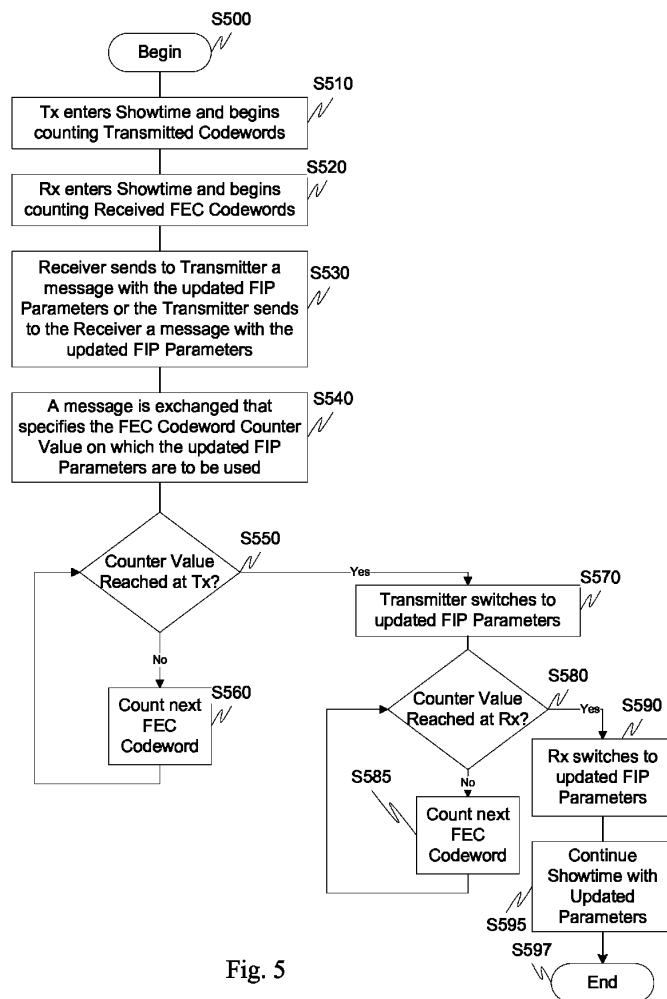 S500
Begin
S510
Tx enters Showtime and begins
counting Transmitted Codewords
S520
Rx enters Showtime and begins
counting Received FEC Codewords
S530
Receiver sends to Transmitter a
message with the updated FIP
Parameters or the Transmitter sends
to the Receiver a message with the
updated FIP Parameters
S540
A message is exchanged that
specifies the FEC Codeword Counter
Value on which the updated FIP
Parameters are to be used
S550
Counter Value
Reached at Tx?
Yes
No
S560
Count next
FEC
Codeword
S570
Transmitter switches to
updated FIP Parameters
S580
Counter Value
Reached at Rx?
Yes
No
S585
Count next
FEC
Codeword
S590
Rx switches to
updated FIP
Parameters
Continue
Showtime with
Updated
Parameters
S595
S597
End
Fig. 5